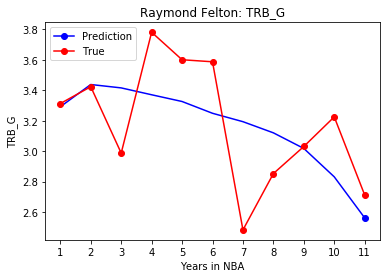 Raymond Felton: TRB_G
Prediction
True
TRB_G
3.8
3.6
3.4
3.2
3.0
2.8
2.6
1 2 3 4 5 6 7 8 9 10 11
Years in NBA